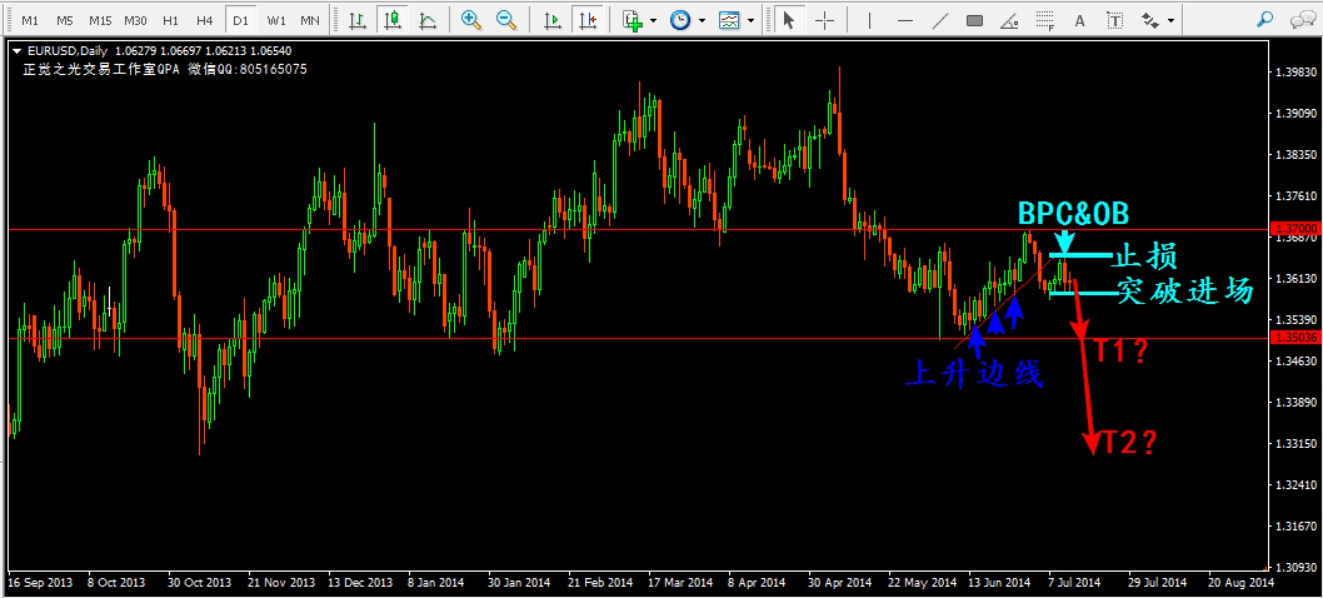 M1 M5 M15 M30 H1 H4 D1 W1 MN A T
EURUSD,Daily 1.06279 1.06697 1.06213 1.06540
正觉之光交易工作室QPA 微信QQ:805165075
1.39830
1.39090
1.38350
1.37610
BPC&OB
1.37000
1.36870
止损
1.36130
突破进场
1.35390
1.35036
T1?
1.34630
上升边线
1.33890
T2?
1.33150
1.32410
1.31670
1.30930
16 Sep 2013 8 Oct 2013 30 Oct 2013 21 Nov 2013 13 Dec 2013 8 Jan 2014 30 Jan 2014 21 Feb 2014 17 Mar 2014 8 Apr 2014 30 Apr 2014 22 May 2014 13 Jun 2014 7 Jul 2014 29 Jul 2014 20 Aug 2014